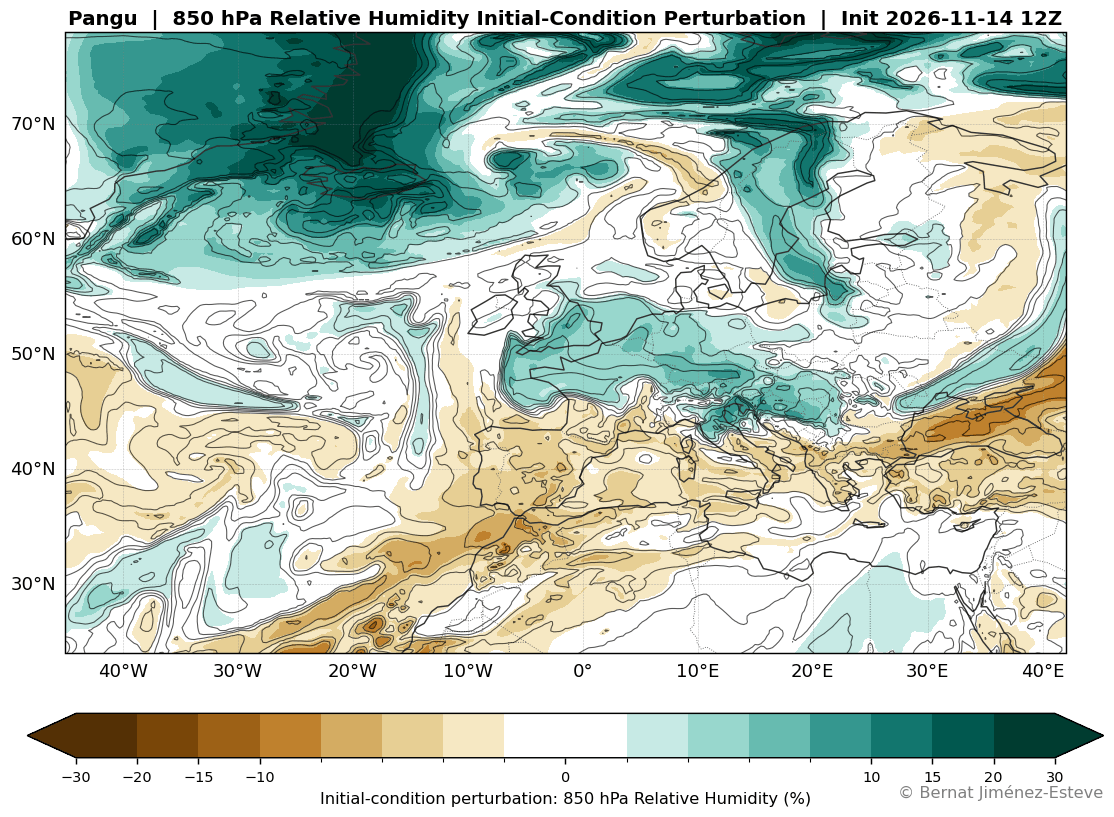 Pangu | 850 hPa Relative Humidity Initial-Condition Perturbation | Init 2026-11-14 12Z
70°N
60°N
50°N
40°N
30°N
40°W 30°W 20°W 10°W 0° 10°E 20°E 30°E 40°E
−30 −20 −15 −10 0 10 15 20 30
Initial-condition perturbation: 850 hPa Relative Humidity (%)
© Bernat Jiménez-Esteve